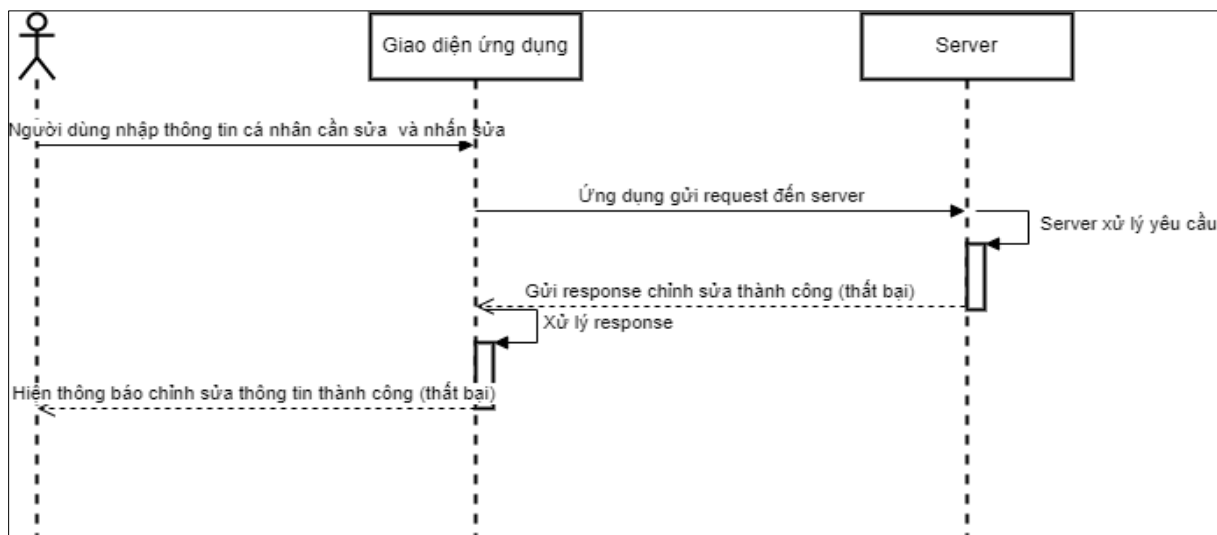 Giao diện ứng dụng
Server
Người dùng nhập thông tin cá nhân cần sửa  và nhấn sửa
Ứng dụng gửi request đến server
Server xử lý yêu cầu
Gửi response chỉnh sửa thành công (thất bại)
Xử lý response
Hiện thông báo chỉnh sửa thông tin thành công (thất bại)